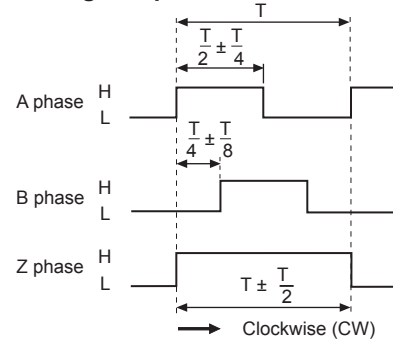 T
T/2 ± T/4
A phase H
L
T/4 ± T/8
B phase H
L
Z phase H
L
T ± T/2
Clockwise (CW)